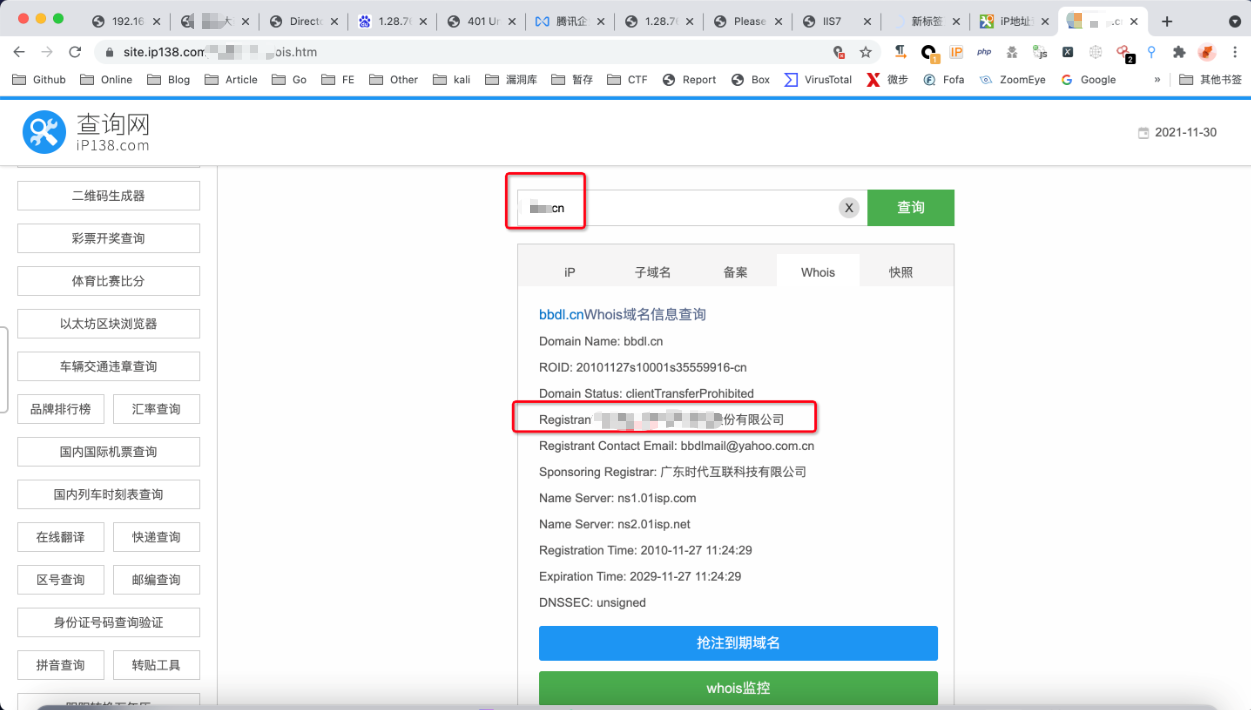 192.16
大
Directo
1.28.7
401 Un
腾讯企
1.28.7
Please
IIS7
新标签
iP地址
site.ip138.com
ois.htm
Github Online Blog Article Go FE Other kali 漏洞库 暂存 CTF Report Box VirusTotal 微步 Fofa ZoomEye Google » 其他书签
查询网
iP138.com
2021-11-30
二维码生成器
彩票开奖查询
体育比赛比分
以太坊区块浏览器
车辆交通违章查询
品牌排行榜 汇率查询
国内国际机票查询
国内列车时刻表查询
在线翻译 快递查询
区号查询 邮编查询
身份证号码查询验证
拼音查询 转贴工具
cn X 查询
iP 子域名 备案 Whois 快照
bbdl.cnWhois域名信息查询
Domain Name: bbdl.cn
ROID: 20101127s10001s35559916-cn
Domain Status: clientTransferProhibited
Registran 份有限公司
Registrant Contact Email: bbdlmail@yahoo.com.cn
Sponsoring Registrar: 广东时代互联科技有限公司
Name Server: ns1.01isp.com
Name Server: ns2.01isp.net
Registration Time: 2010-11-27 11:24:29
Expiration Time: 2029-11-27 11:24:29
DNSSEC: unsigned
抢注到期域名
whois监控